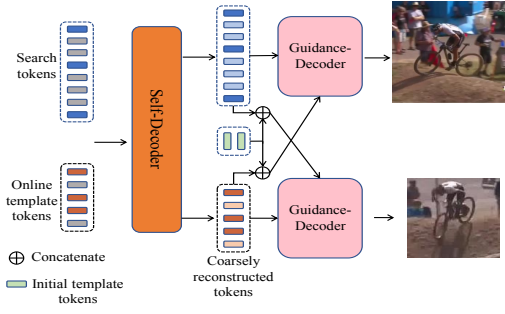 Search
tokens
Online
template
tokens
Self-Decoder
Guidance-
Decoder
Guidance-
Decoder
Coarsely
reconstructed
tokens
Concatenate
Initial template
tokens